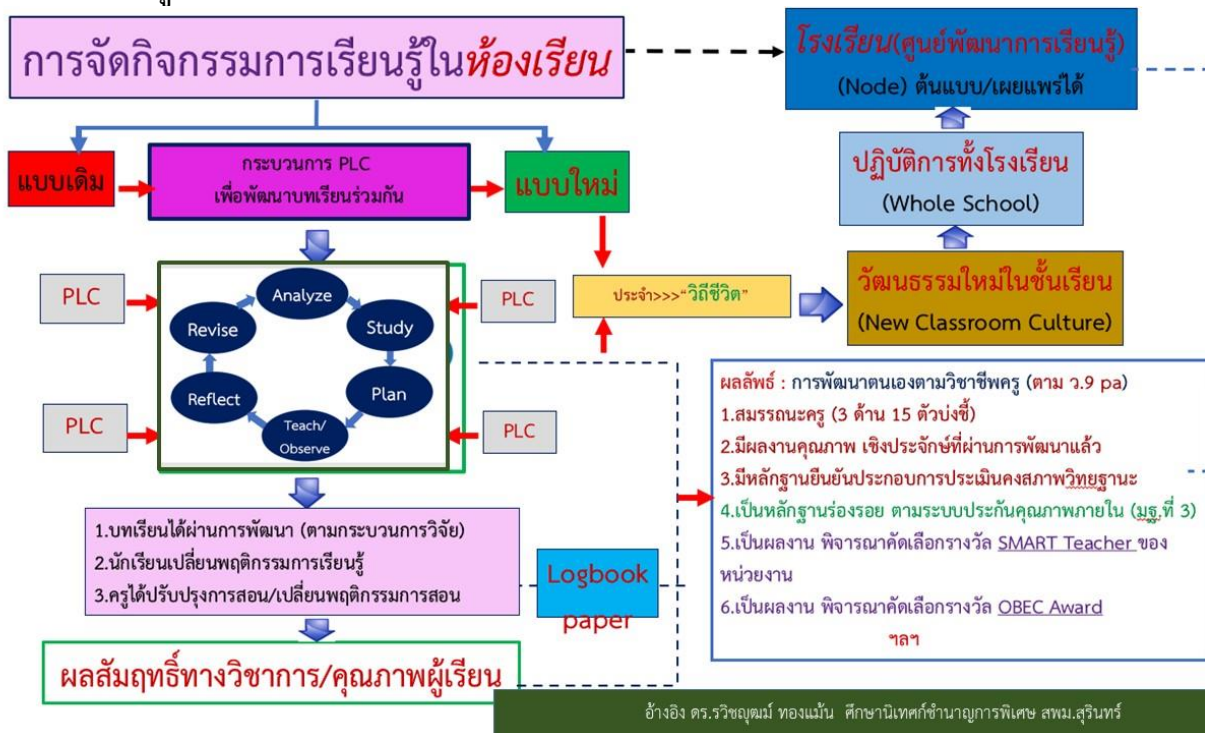 การจัดกิจกรรมการเรียนรู้ในห้องเรียน
โรงเรียน(ศูนย์พัฒนาการเรียนรู้)
(Node) ต้นแบบ/เผยแพร่ได้
แบบเดิม
กระบวนการ PLC
เพื่อพัฒนาบทเรียนร่วมกัน
แบบใหม่
ปฏิบัติการทั้งโรงเรียน
(Whole School)
PLC
PLC
PLC
PLC
Analyze
Study
Plan
Teach/
Observe
Reflect
Revise
ประจำ>>>“วิถีชีวิต”
วัฒนธรรมใหม่ในชั้นเรียน
(New Classroom Culture)
ผลลัพธ์ : การพัฒนาตนเองตามวิชาชีพครู (ตาม ว.9 pa)
1.สมรรถนะครู (3 ด้าน 15 ตัวบ่งชี้)
2.มีผลงานคุณภาพ เชิงประจักษ์ที่ผ่านการพัฒนาแล้ว
3.มีหลักฐานยืนยันประกอบการประเมินคงสภาพวิทยฐานะ
4.เป็นหลักฐานร่องรอย ตามระบบประกันคุณภาพภายใน (มฐ.ที่ 3)
5.เป็นผลงาน พิจารณาคัดเลือกรางวัล SMART Teacher ของ
หน่วยงาน
6.เป็นผลงาน พิจารณาคัดเลือกรางวัล OBEC Award
ฯลฯ
1.บทเรียนได้ผ่านการพัฒนา (ตามกระบวนการวิจัย)
2.นักเรียนเปลี่ยนพฤติกรรมการเรียนรู้
3.ครูได้ปรับปรุงการสอน/เปลี่ยนพฤติกรรมการสอน
Logbook
paper
ผลสัมฤทธิ์ทางวิชาการ/คุณภาพผู้เรียน
อ้างอิง ดร.รวิชญุฒม์ ทองแม้น ศึกษานิเทศก์ชำนาญการพิเศษ สพม.สุรินทร์